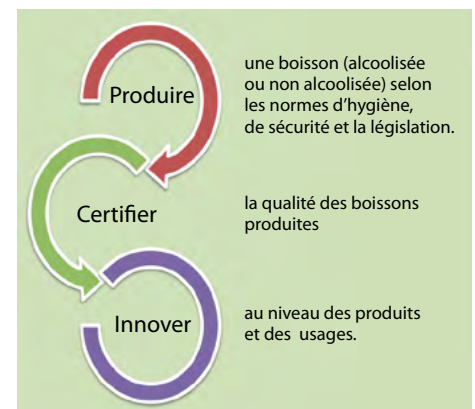 Produire
une boisson (alcoolisée
ou non alcoolisée) selon
les normes d'hygiène,
de sécurité et la législation.
Certifier
la qualité des boissons
produites
Innover
au niveau des produits
et des usages.